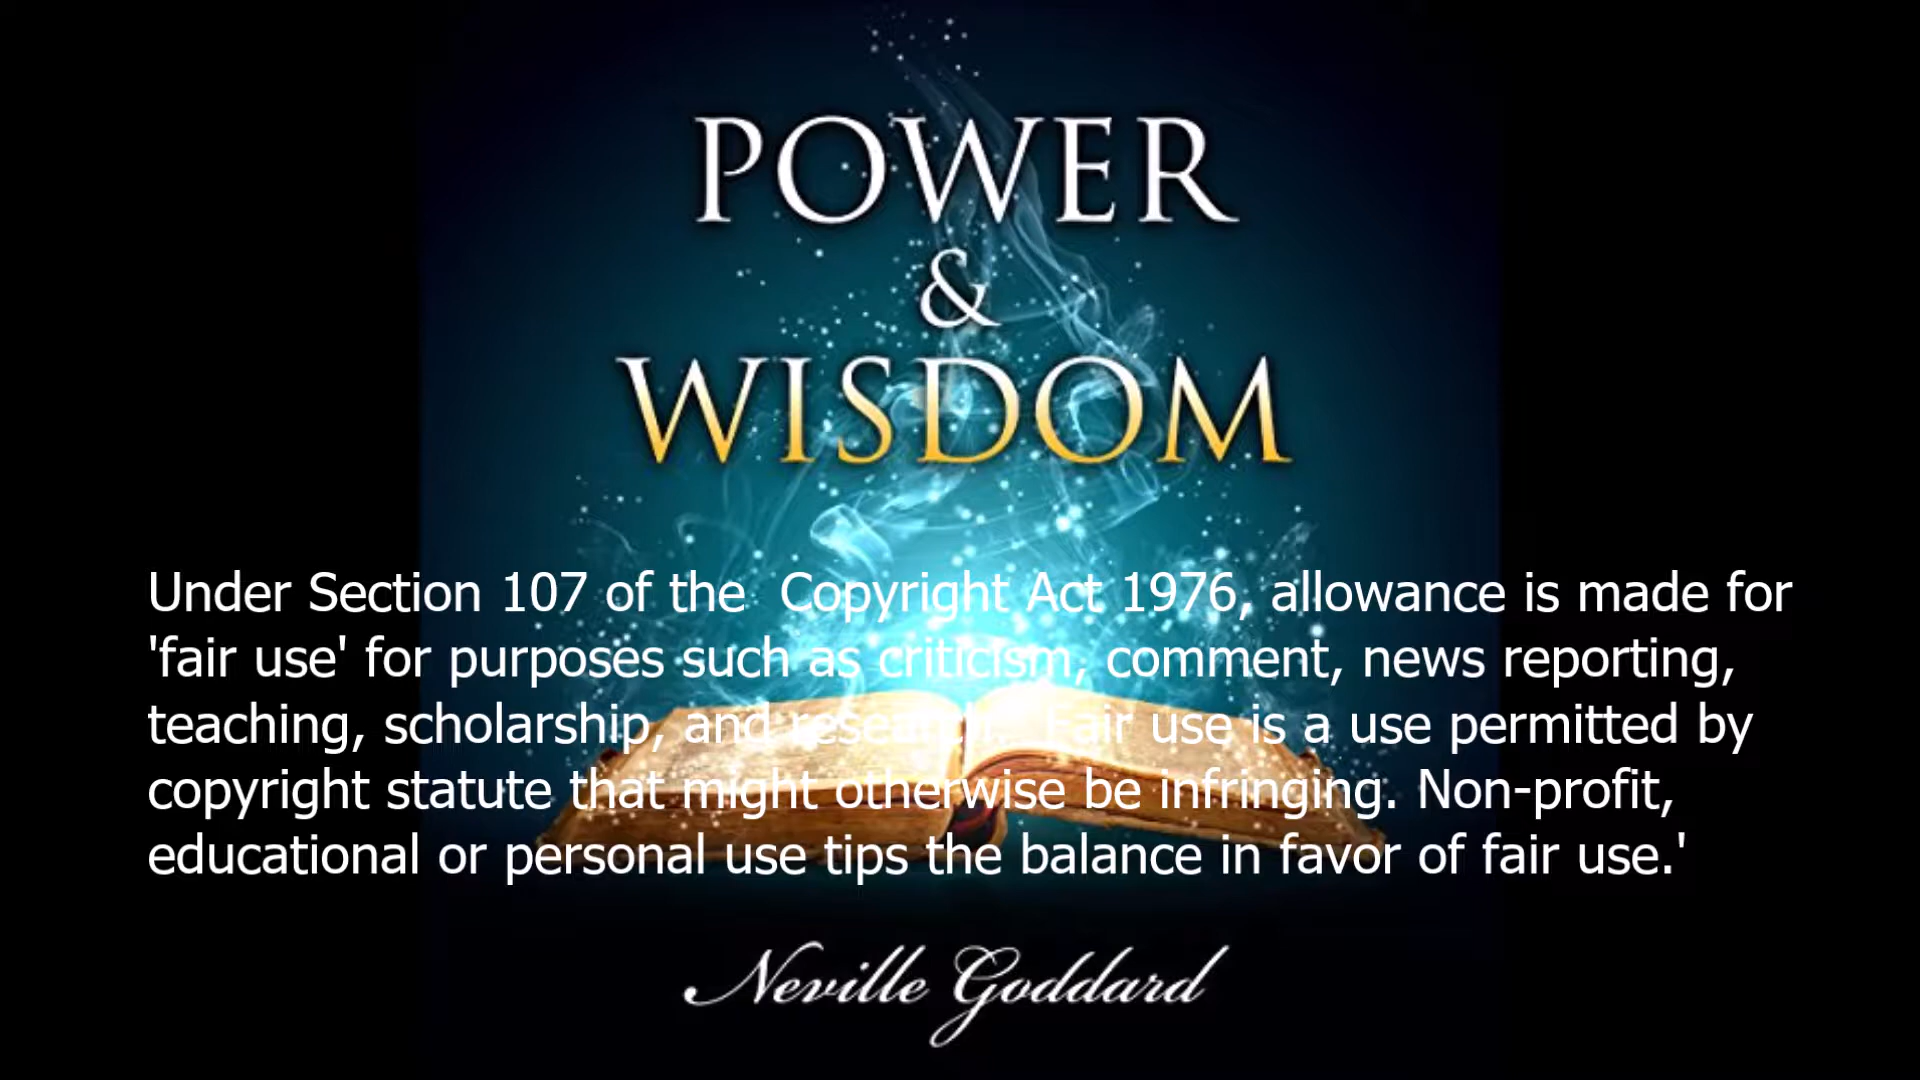 POWER
&
WISDOM
Under Section 107 of the  Copyright Act 1976, allowance is made for
'fair use' for purposes such as criticism, comment, news reporting,
teaching, scholarship, and research.  Fair use is a use permitted by
copyright statute that might otherwise be infringing. Non-profit,
educational or personal use tips the balance in favor of fair use.'
Neville Goddard